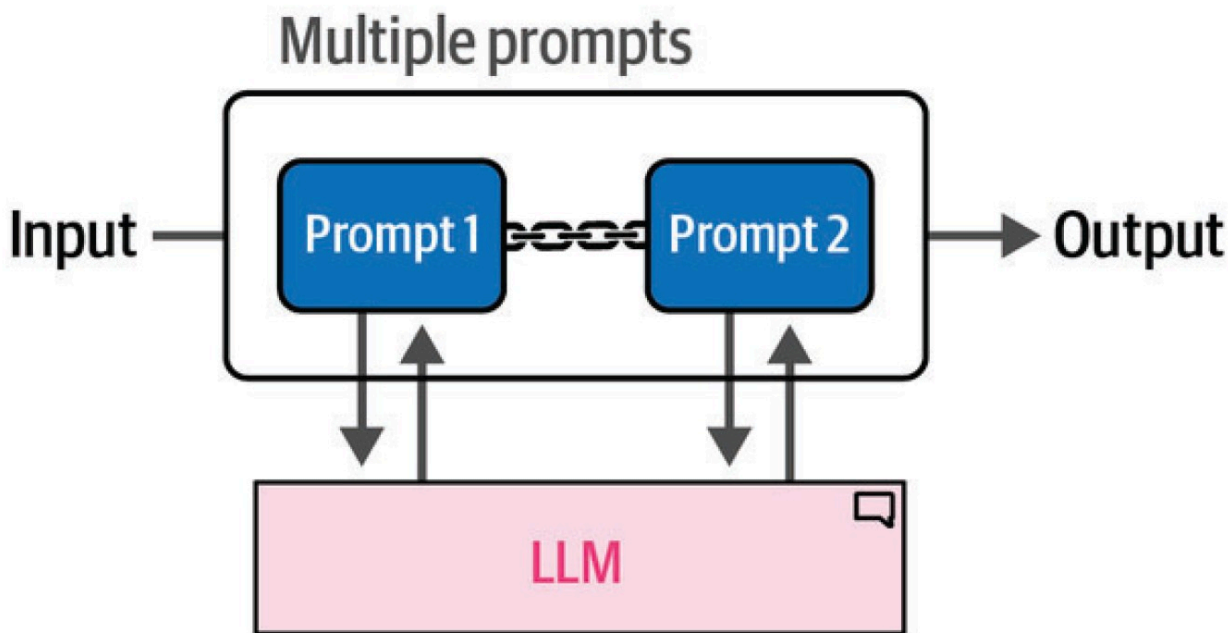 Multiple prompts
Input
Prompt 1
Prompt 2
Output
LLM